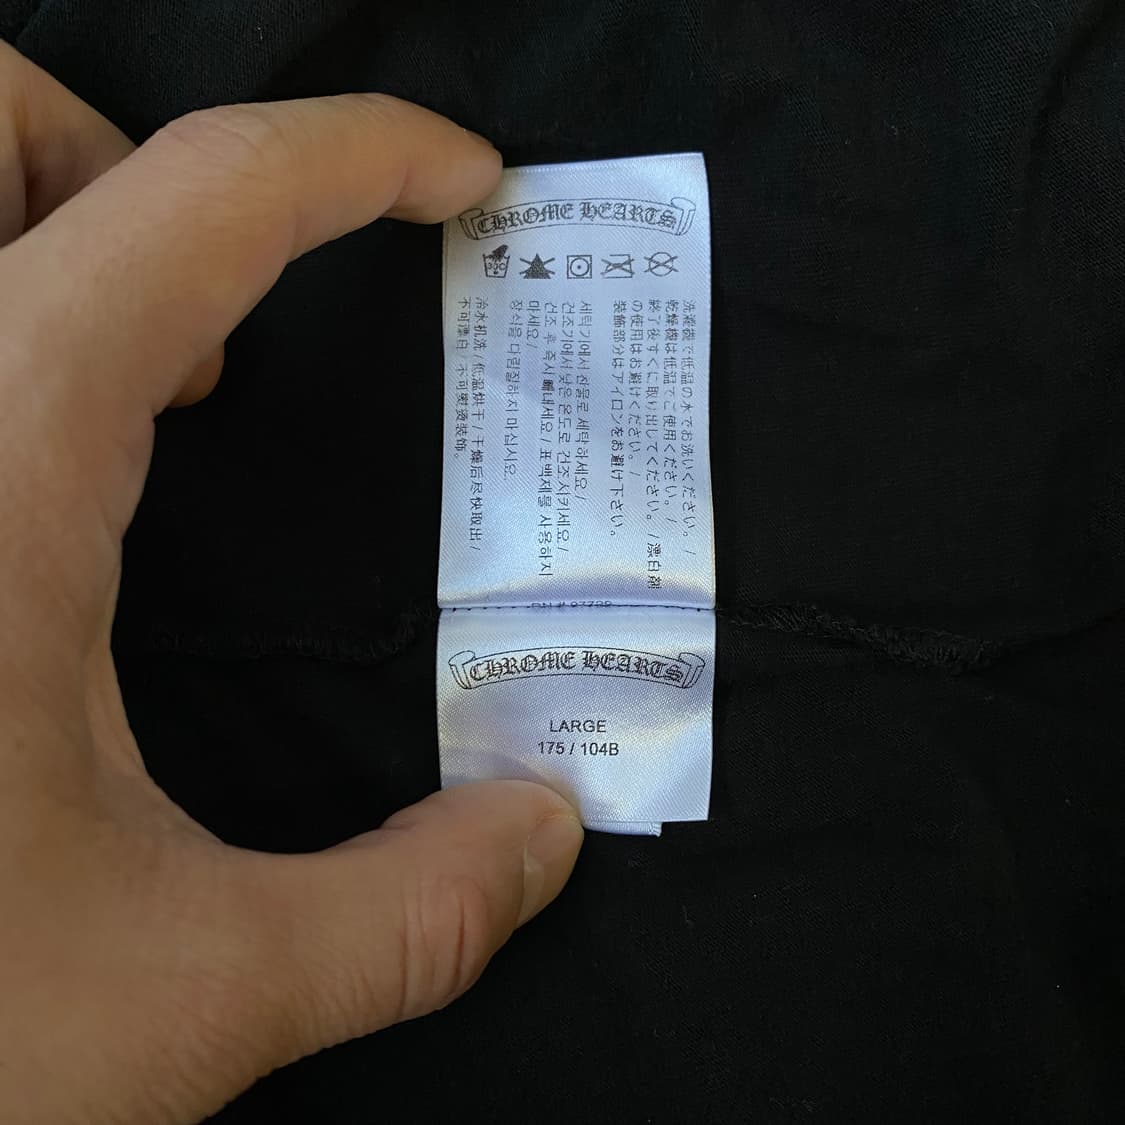 CHROME HEARTS
洗濯機で低温の水でお洗いください。/
乾燥機は低温でご使用ください。/
終了後すぐに取り出してください。/漂白剤
の使用はお避けください。/
装飾部分はアイロンをお避け下さい。
세탁기에서 찬물로 세탁하세요/
건조기에서 낮은 온도로 건조시키세요/
건조 후 즉시 빼내세요/표백제를 사용하지
마세요/
장식을 다림질하지 마십시오.
冷水机洗/低温烘干/干燥后尽快取出/
不可漂白/不可熨烫装饰。
CHROME HEARTS
LARGE
175 / 104B